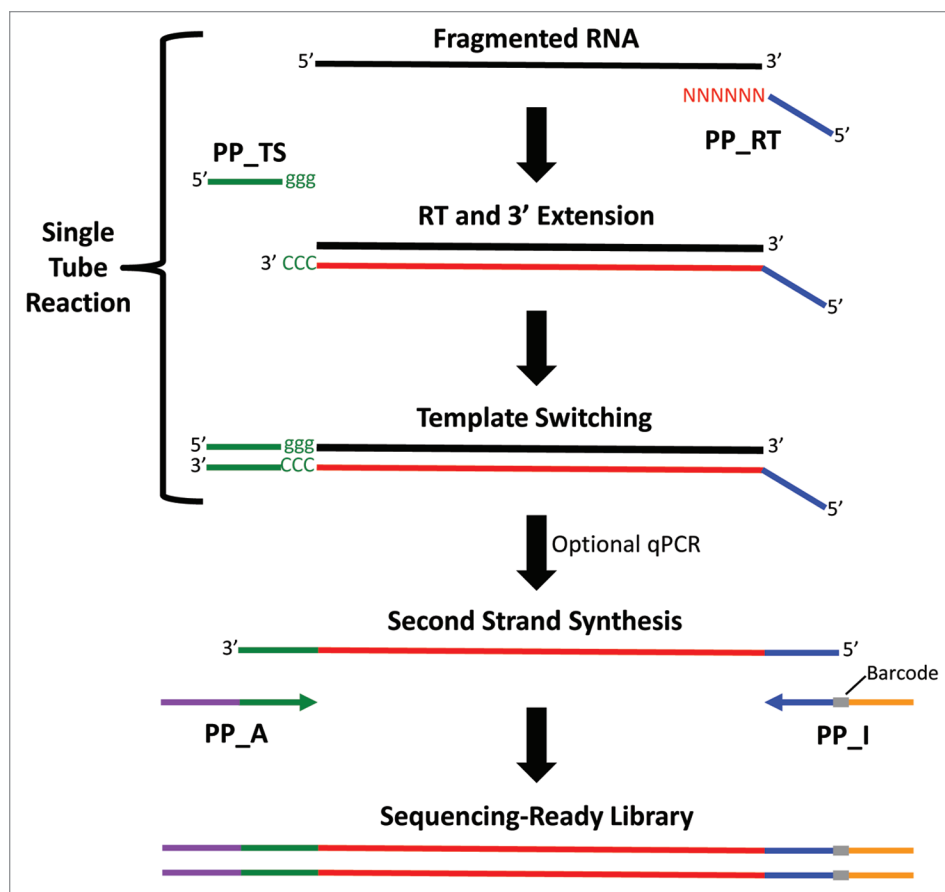 Fragmented RNA
5’ 3’
NNNNNN
PP_RT 5’
PP_TS
5’ ggg
RT and 3’ Extension
3’
3’ CCC
5’
Single
Tube
Reaction
Template Switching
5’ ggg 3’
3’ CCC
5’
Optional qPCR
Second Strand Synthesis
3’ 5’
Barcode
PP_A PP_I
Sequencing-Ready Library